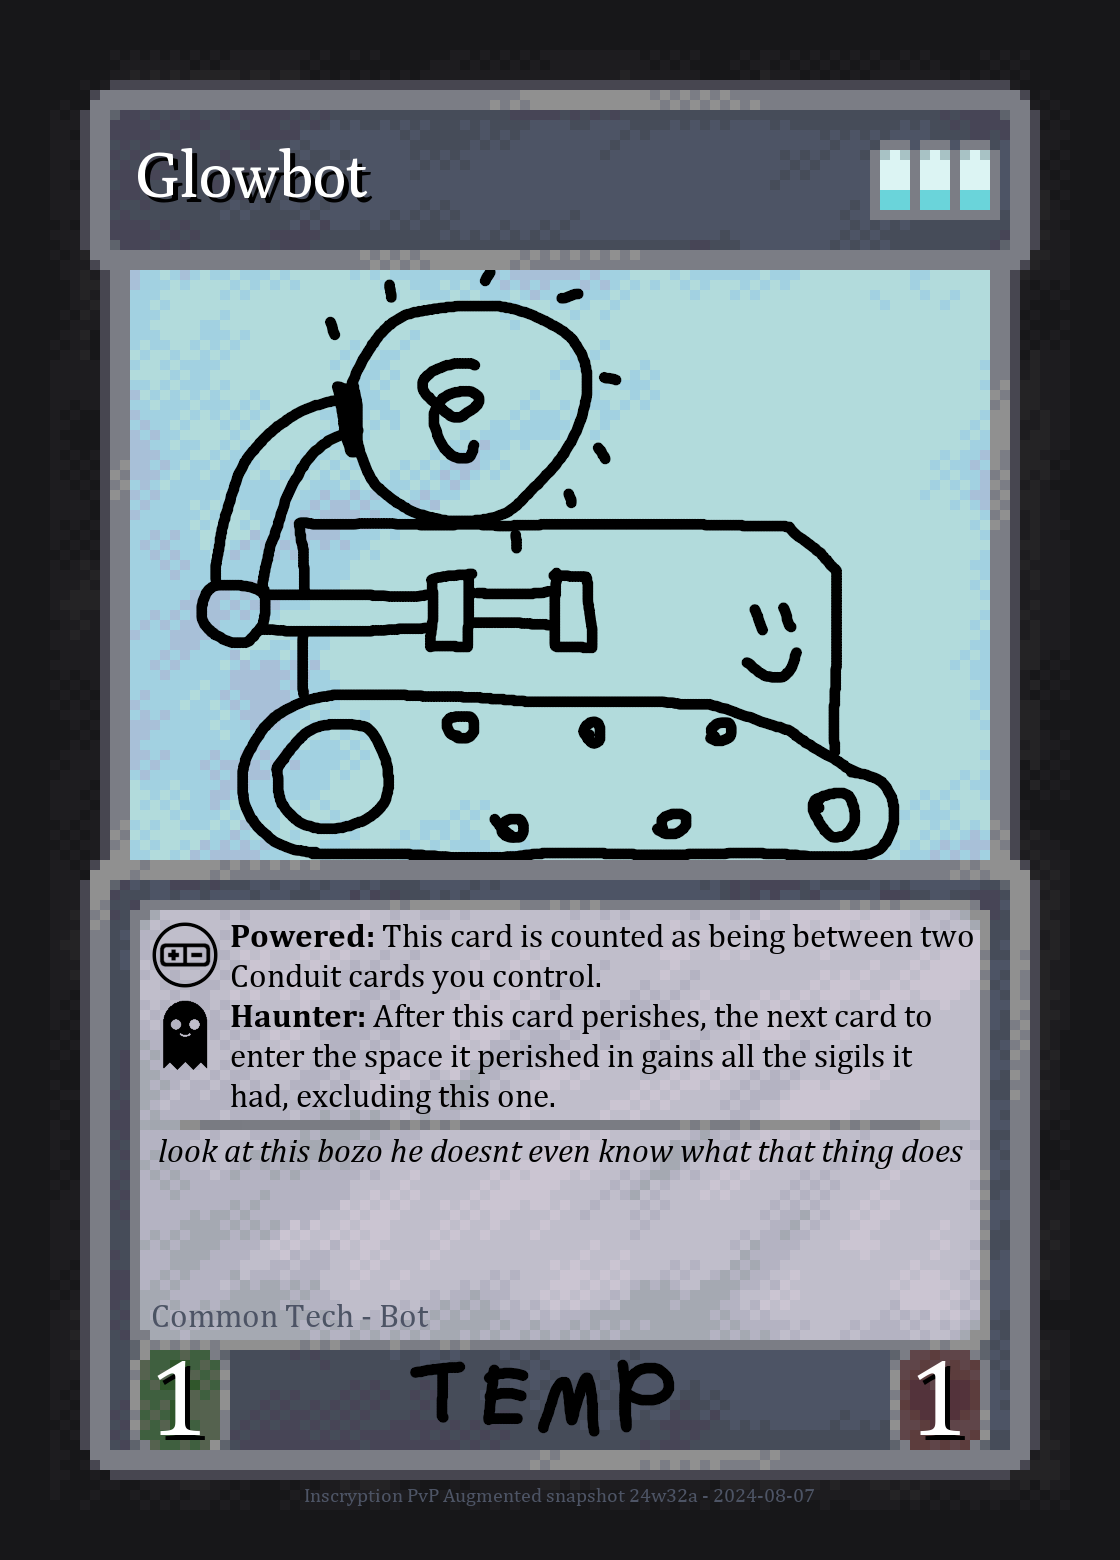 Glowbot
Powered: This card is counted as being between two
Conduit cards you control.
Haunter: After this card perishes, the next card to
enter the space it perished in gains all the sigils it
had, excluding this one.
look at this bozo he doesnt even know what that thing does
Common Tech - Bot
1 TEMP 1
Inscryption PvP Augmented snapshot 24w32a - 2024-08-07